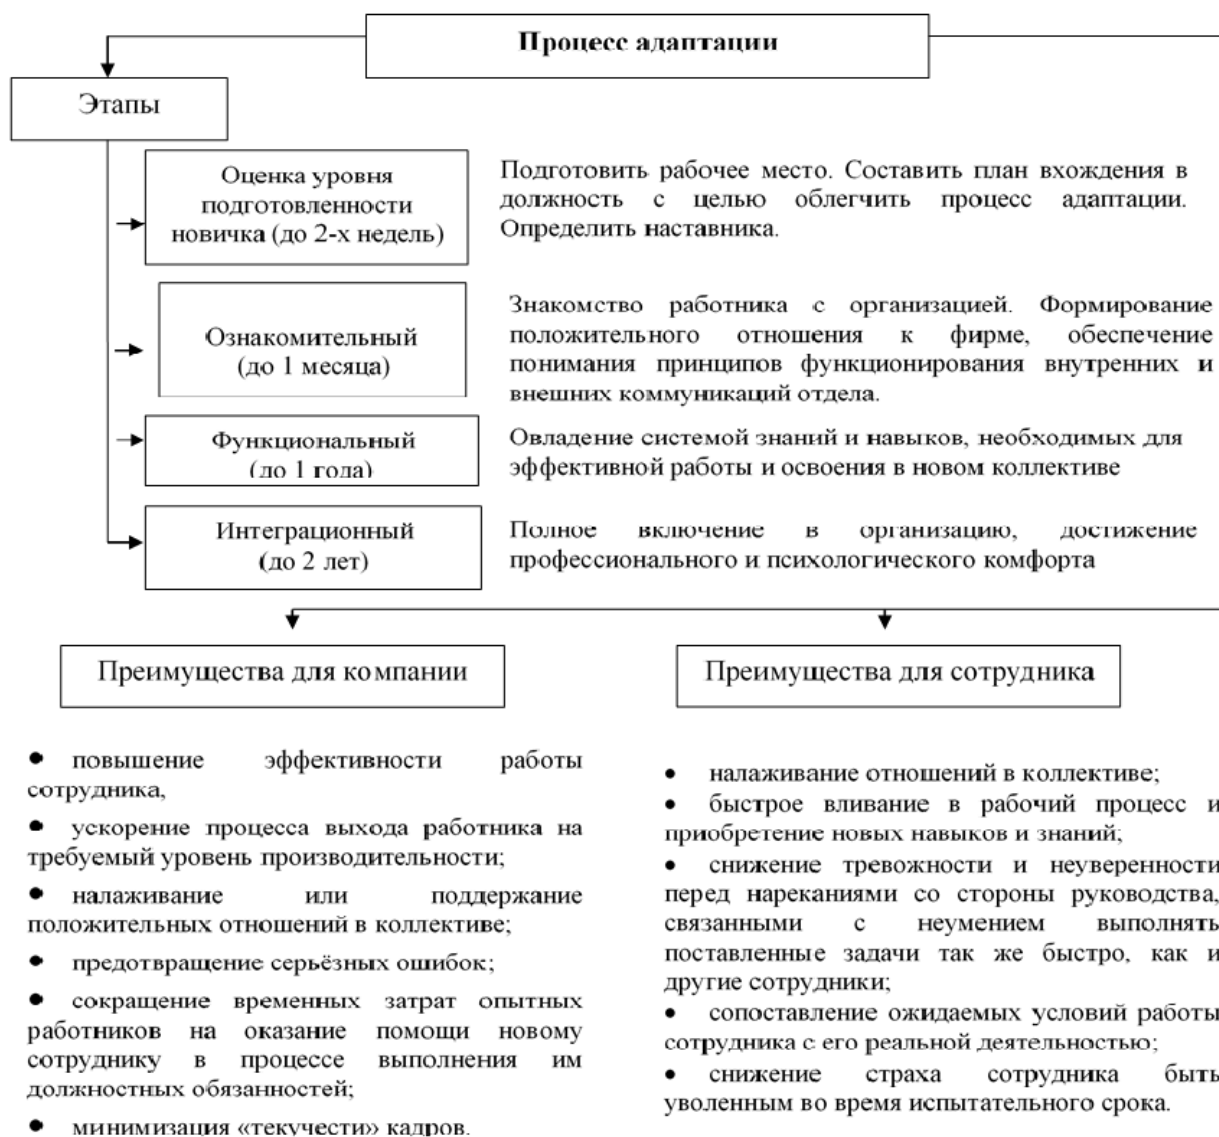 Процесс адаптации
Этапы
Оценка уровня
подготовленности
новичка (до 2-х недель)
Подготовить рабочее место. Составить план вхождения в
должность с целью облегчить процесс адаптации.
Определить наставника.
Ознакомительный
(до 1 месяца)
Знакомство работника с организацией. Формирование
положительного отношения к фирме, обеспечение
понимания принципов функционирования внутренних и
внешних коммуникаций отдела.
Функциональный
(до 1 года)
Овладение системой знаний и навыков, необходимых для
эффективной работы и освоения в новом коллективе
Интеграционный
(до 2 лет)
Полное включение в организацию, достижение
профессионального и психологического комфорта
Преимущества для компании
• повышение эффективности работы
сотрудника,
• ускорение процесса выхода работника на
требуемый уровень производительности;
• налаживание или поддержание
положительных отношений в коллективе;
• предотвращение серьёзных ошибок;
• сокращение временных затрат опытных
работников на оказание помощи новому
сотруднику в процессе выполнения им
должностных обязанностей;
• минимизация «текучести» кадров.
Преимущества для сотрудника
• налаживание отношений в коллективе;
• быстрое вливание в рабочий процесс и
приобретение новых навыков и знаний;
• снижение тревожности и неуверенности
перед нареканиями со стороны руководства,
связанными с неумением выполнять
поставленные задачи так же быстро, как и
другие сотрудники;
• сопоставление ожидаемых условий работы
сотрудника с его реальной деятельностью;
• снижение страха сотрудника быть
уволенным во время испытательного срока.